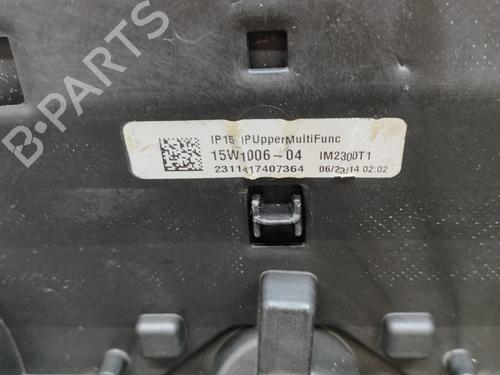 B-PARTS
IP15 IPUpperMultiFunc
15W1006-04 IM2300T1
2311417407364 06/23/14 02:02